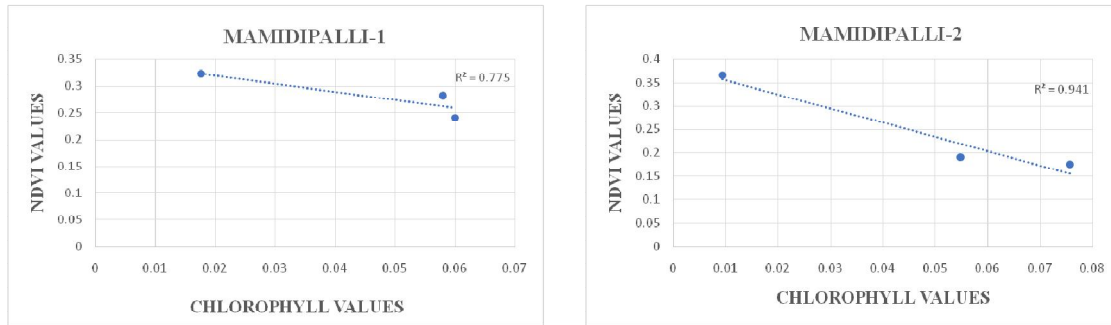 MAMIDIPALLI-1
0.35
0.3
0.25
0.2
0.15
0.1
0.05
0
NDVI VALUES
R² = 0.775
0 0.01 0.02 0.03 0.04 0.05 0.06 0.07
CHLOROPHYLL VALUES
MAMIDIPALLI-2
0.4
0.35
0.3
0.25
0.2
0.15
0.1
0.05
0
NDVI VALUES
R² = 0.941
0 0.01 0.02 0.03 0.04 0.05 0.06 0.07 0.08
CHLOROPHYLL VALUES